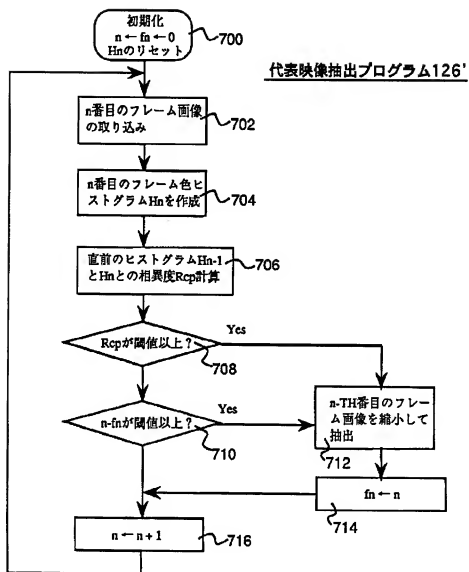 初期化
n ← fn ← 0
Hnのリセット
700
代表映像抽出プログラム126'
n番目のフレーム画像
の取り込み
702
n番目のフレーム色ヒ
ストグラムHnを作成
704
直前のヒストグラムHn-1
とHnとの相異度Rcp計算
706
Rcpが閾値以上?
Yes
708
n-fnが閾値以上?
Yes
710
n-TH番目のフレー
ム画像を縮小して
抽出
712
fn ← n
714
n ← n + 1
716